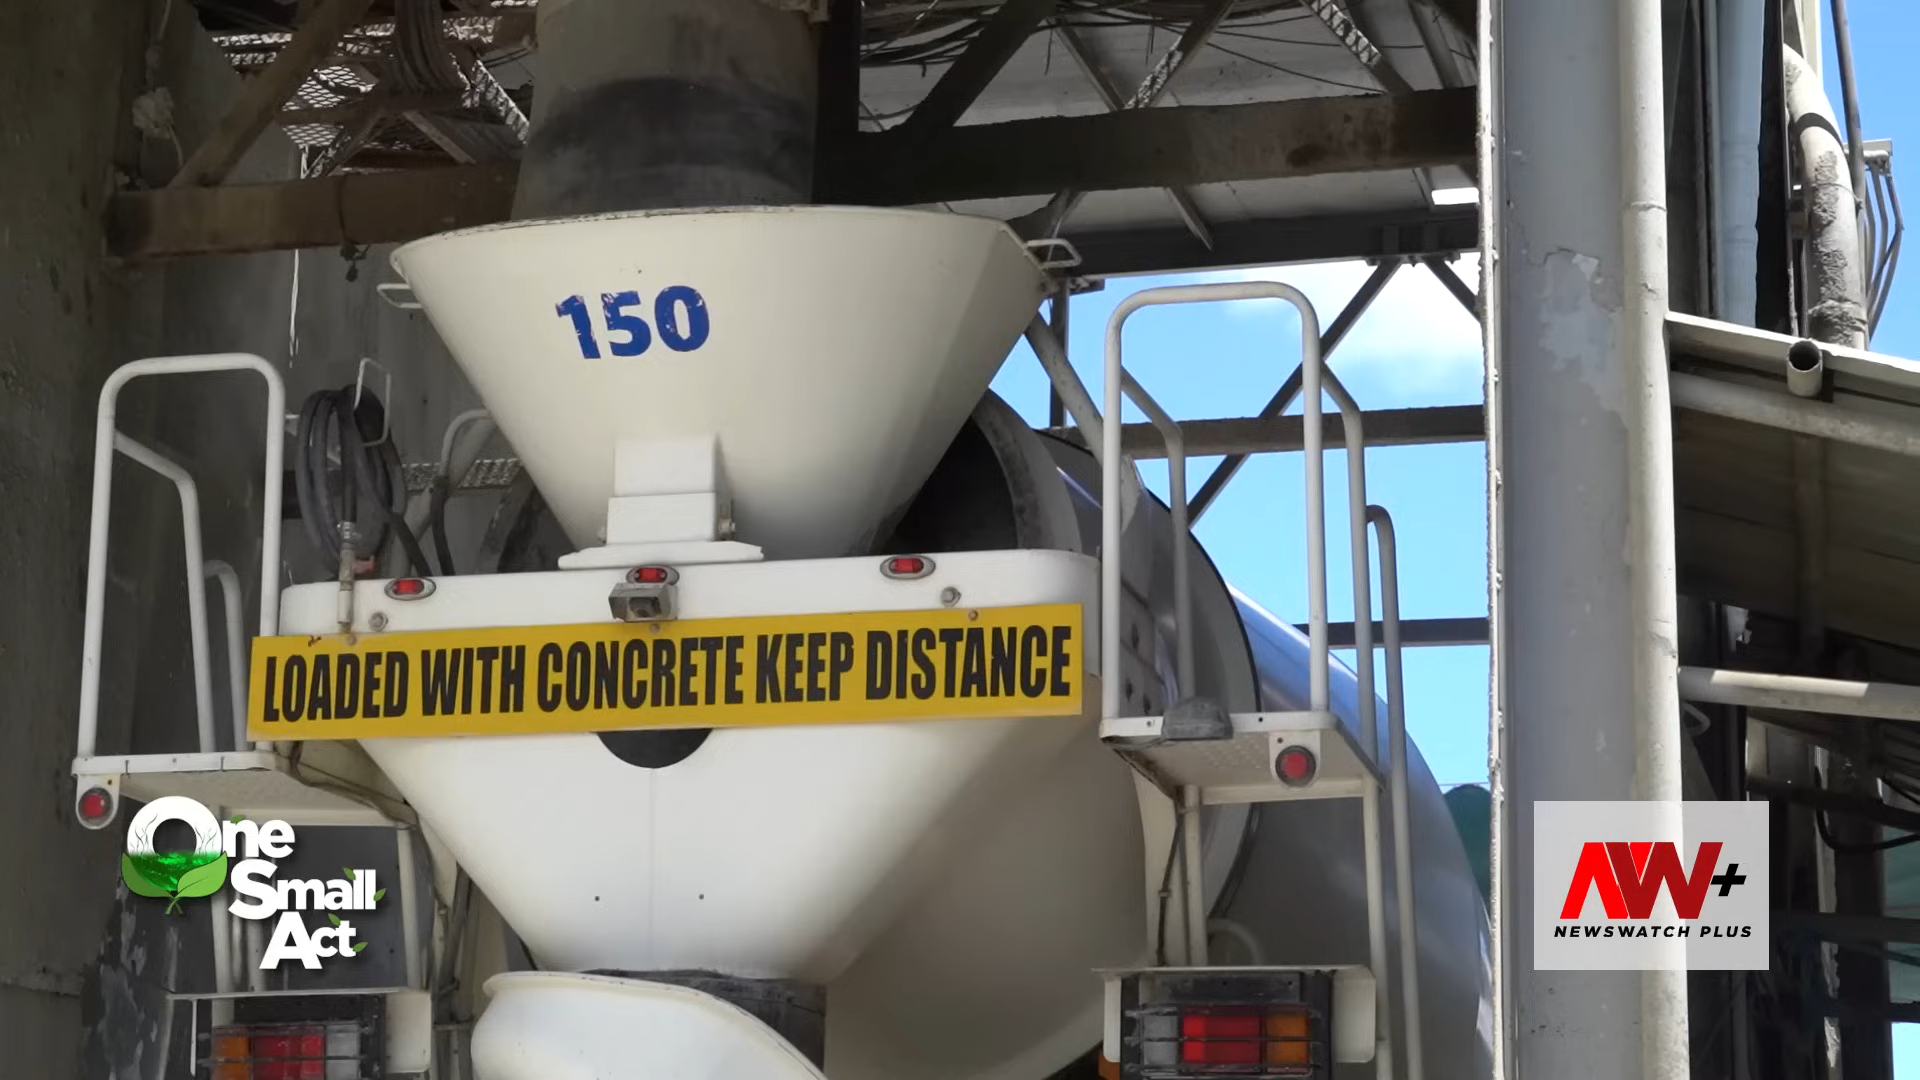 150
LOADED WITH CONCRETE KEEP DISTANCE
One
Small
Act
NW+
NEWSWATCH PLUS